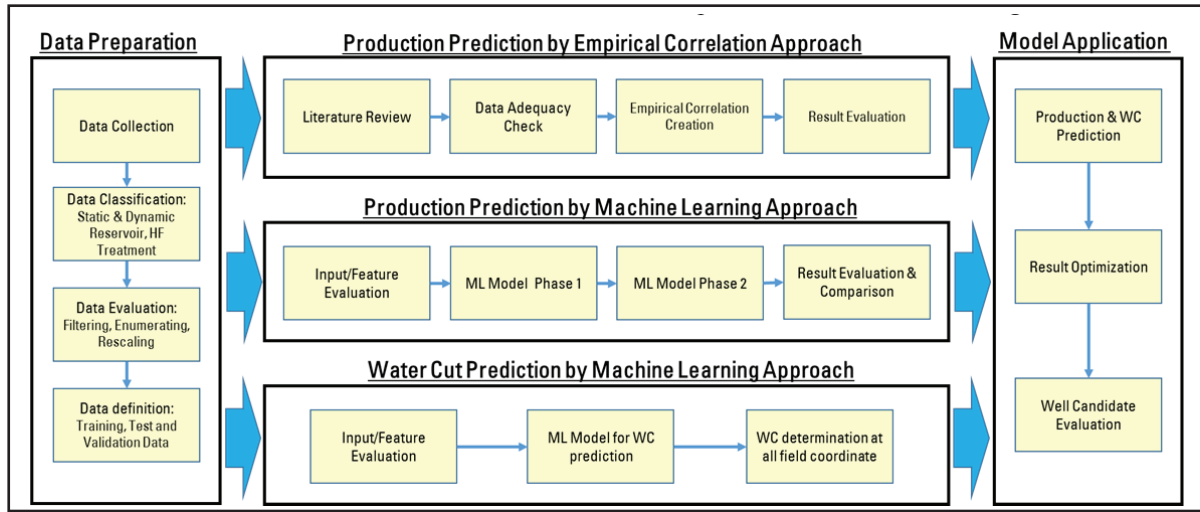 Data Preparation
Data Collection
Data Classification:
Static & Dynamic
Reservoir, HF
Treatment
Data Evaluation:
Filtering, Enumerating,
Rescaling
Data definition:
Training, Test and
Validation Data
Production Prediction by Empirical Correlation Approach
Literature Review
Data Adequacy
Check
Empirical Correlation
Creation
Result Evaluation
Production Prediction by Machine Learning Approach
Input/Feature
Evaluation
ML Model Phase 1
ML Model Phase 2
Result Evaluation &
Comparison
Water Cut Prediction by Machine Learning Approach
Input/Feature
Evaluation
ML Model for WC
prediction
WC determination at
all field coordinate
Model Application
Production & WC
Prediction
Result Optimization
Well Candidate
Evaluation